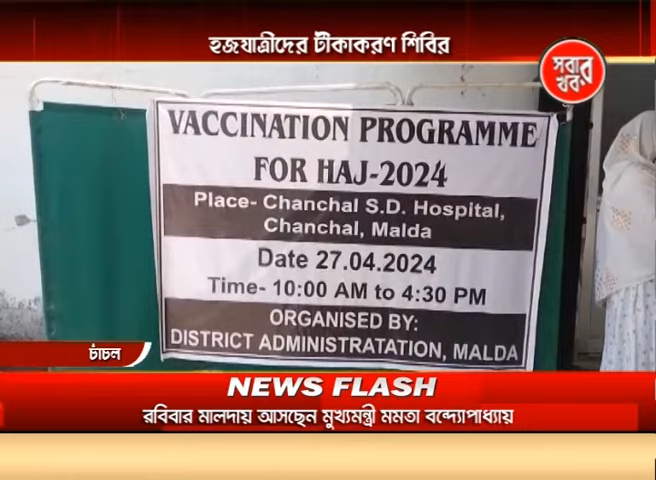 হজযাত্রীদের টীকাকরণ শিবির
সবার
খবর
VACCINATION PROGRAMME
FOR HAJ-2024
Place- Chanchal S.D. Hospital,
Chanchal, Malda
Date 27.04.2024
Time- 10:00 AM to 4:30 PM
ORGANISED BY:
DISTRICT ADMINISTRATATION, MALDA
চাঁচল
NEWS FLASH
রবিবার মালদায় আসছেন মুখ্যমন্ত্রী মমতা বন্দ্যোপাধ্যায়